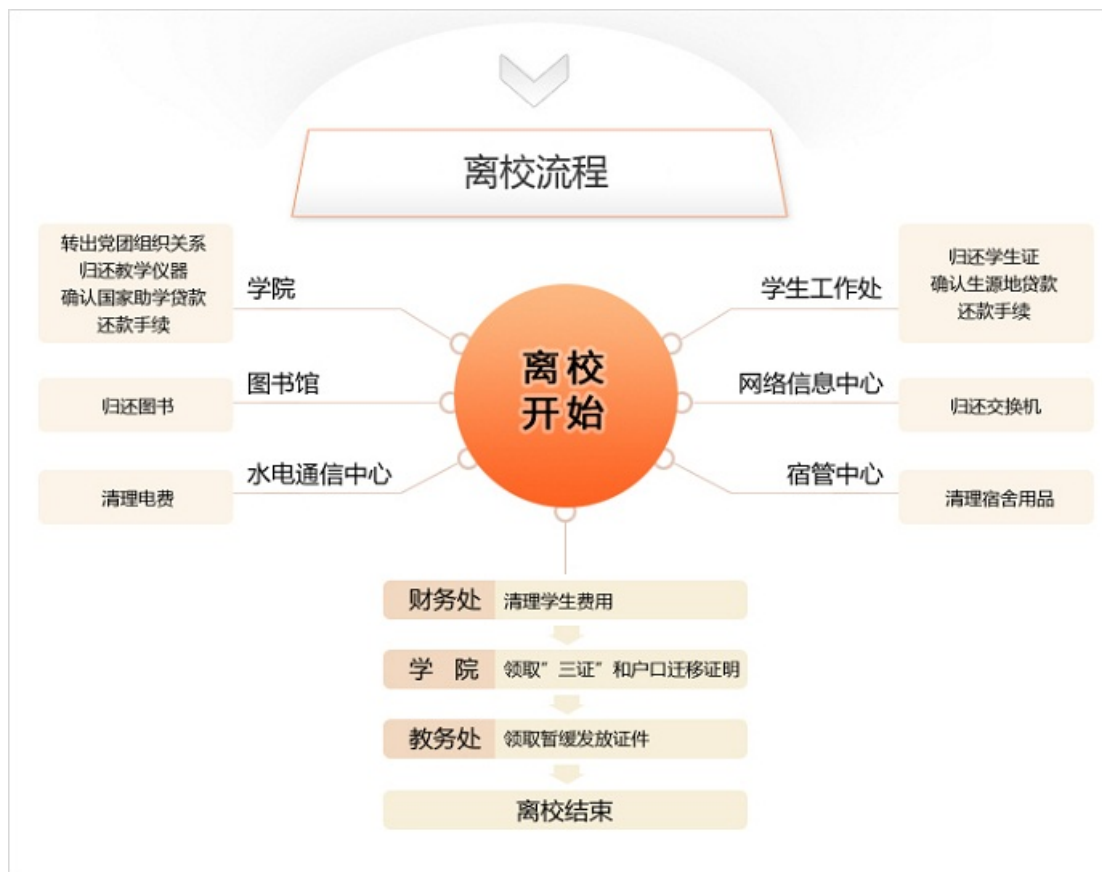 离校流程
转出党团组织关系
归还教学仪器
确认国家助学贷款
还款手续
学院
图书馆
归还图书
水电通信中心
清理电费
离校
开始
学生工作处
归还学生证
确认生源地贷款
还款手续
网络信息中心
归还交换机
宿管中心
清理宿舍用品
财务处 清理学生费用
学 院 领取”三证”和户口迁移证明
教务处 领取暂缓发放证件
离校结束